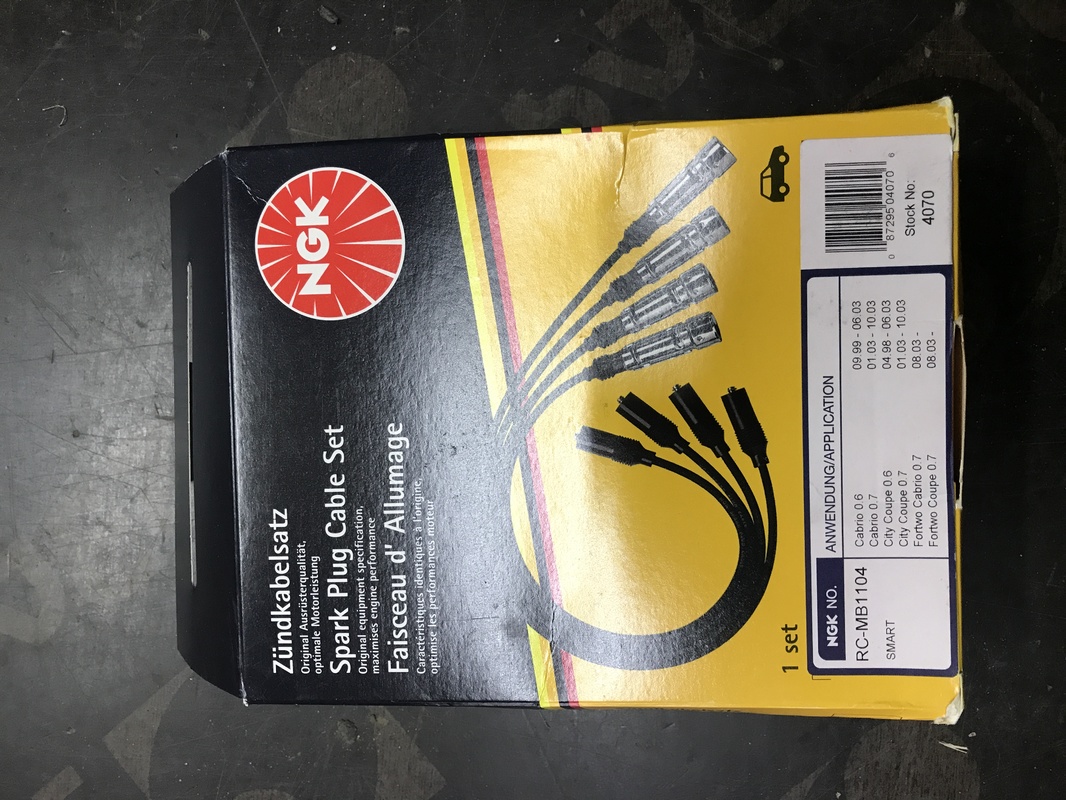 NGK
Zündkabelsatz
Original Ausrüsterqualität,
optimale Motorleistung
Spark Plug Cable Set
Original equipment specification,
maximises engine performance
Faisceau d' Allumage
Caractéristiques identiques à l'origine,
optimise les performances moteur
1 set
NGK NO.
ANWENDUNG/APPLICATION
RC-MB1104
SMART
Cabrio 0.6 09.99 - 06.03
Cabrio 0.7 01.03 - 10.03
City Coupe 0.6 04.98 - 06.03
City Coupe 0.7 01.03 - 10.03
Fortwo Cabrio 0.7 08.03 -
Fortwo Coupe 0.7 08.03 -
0 87295 04070 6
Stock No:
4070